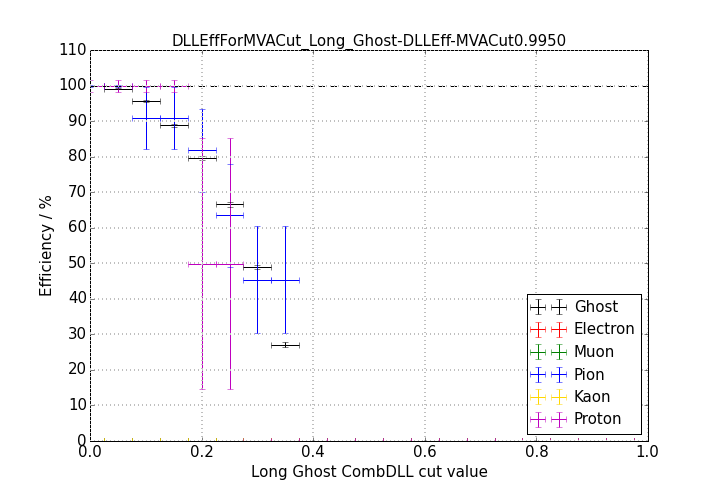 DLLEffForMVACut_Long_Ghost-DLLEff-MVACut0.9950
110
100
90
80
70
60
50
40
30
20
10
0
Efficiency / %
0.0 0.2 0.4 0.6 0.8 1.0
Long Ghost CombDLL cut value
Ghost
Electron
Muon
Pion
Kaon
Proton